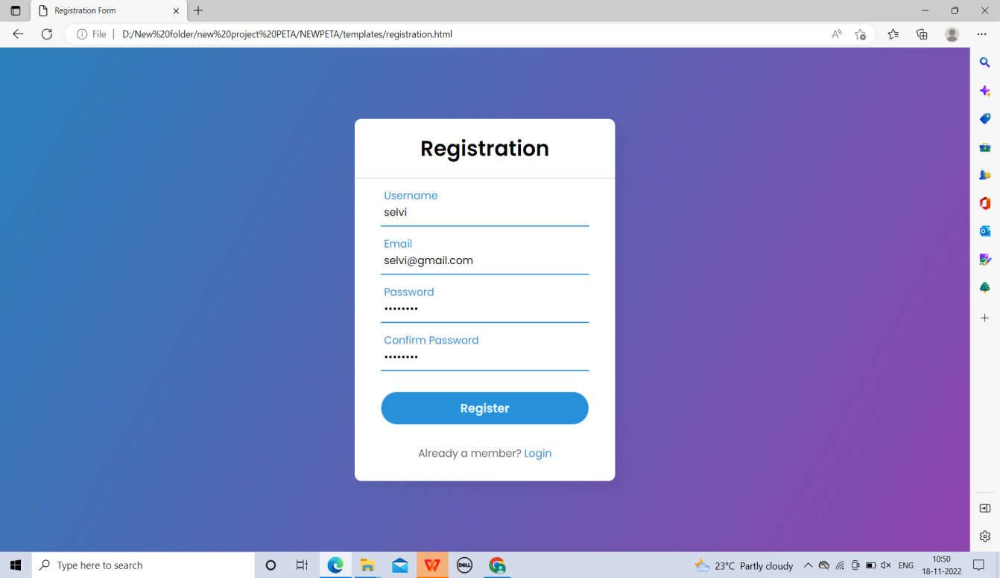 Registration Form
File | D:/New%20folder/new%20project%20PETA/NEWPETA/templates/registration.html
Registration
Username
selvi
Email
selvi@gmail.com
Password
••••••••
Confirm Password
••••••••
Register
Already a member? Login
Type here to search
DELL
23°C Partly cloudy
ENG
10:50
18-11-2022